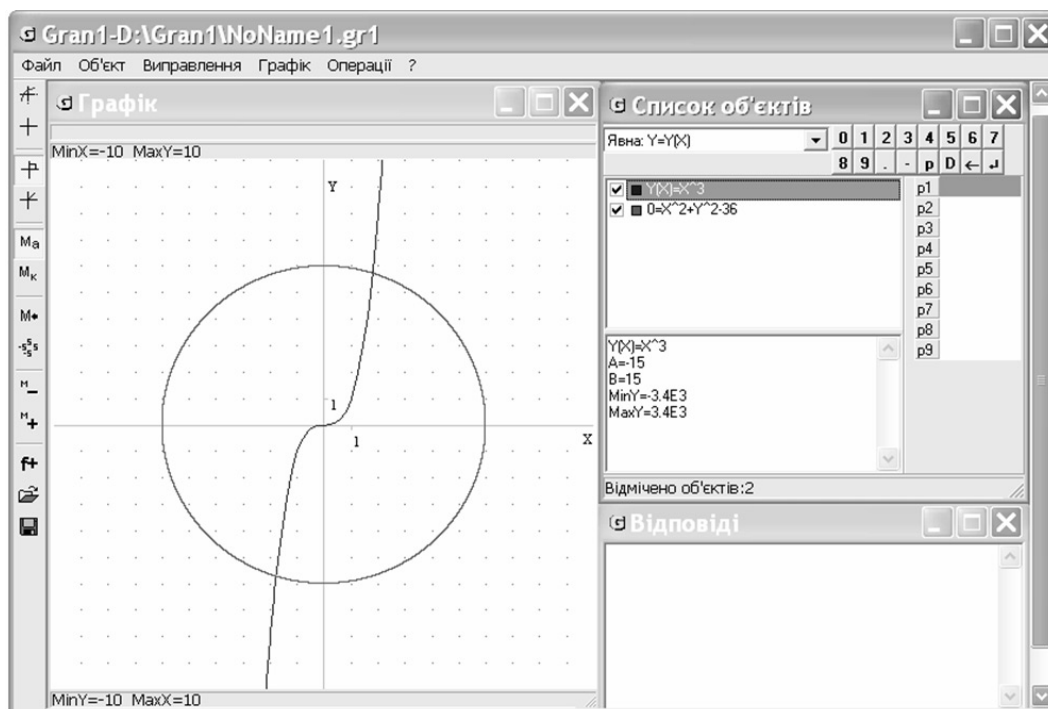 Gran1-D:\Gran1\NoName1.gr1
Файл Об'єкт Виправлення Графік Операції ?
Графік
MinX=-10 MaxY=10
Y
1
1
X
MinY=-10 MaxX=10
Ma
Mк
M
M
M
f+
Список об'єктів
Явна: Y=Y(X)
0 1 2 3 4 5 6 7
8 9 . - p D
Y(X)=X^3
0=X^2+Y^2-36
p1
p2
p3
p4
p5
p6
p7
p8
p9
Y(X)=X^3
A=-15
B=15
MinY=-3.4E3
MaxY=3.4E3
Відмічено об'єктів:2
Відповіді